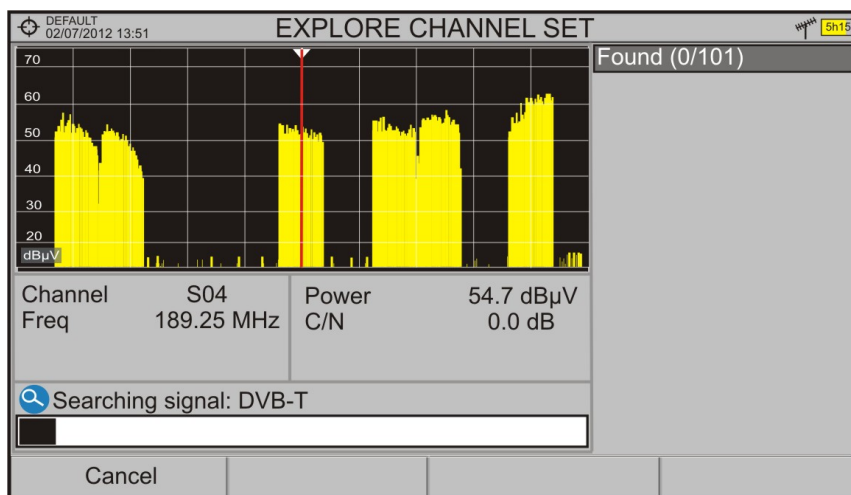 DEFAULT
02/07/2012 13:51
EXPLORE CHANNEL SET
5h15
70
60
50
40
30
20
dBµV
Found (0/101)
Channel S04
Freq 189.25 MHz
Power 54.7 dBµV
C/N 0.0 dB
Searching signal: DVB-T
Cancel